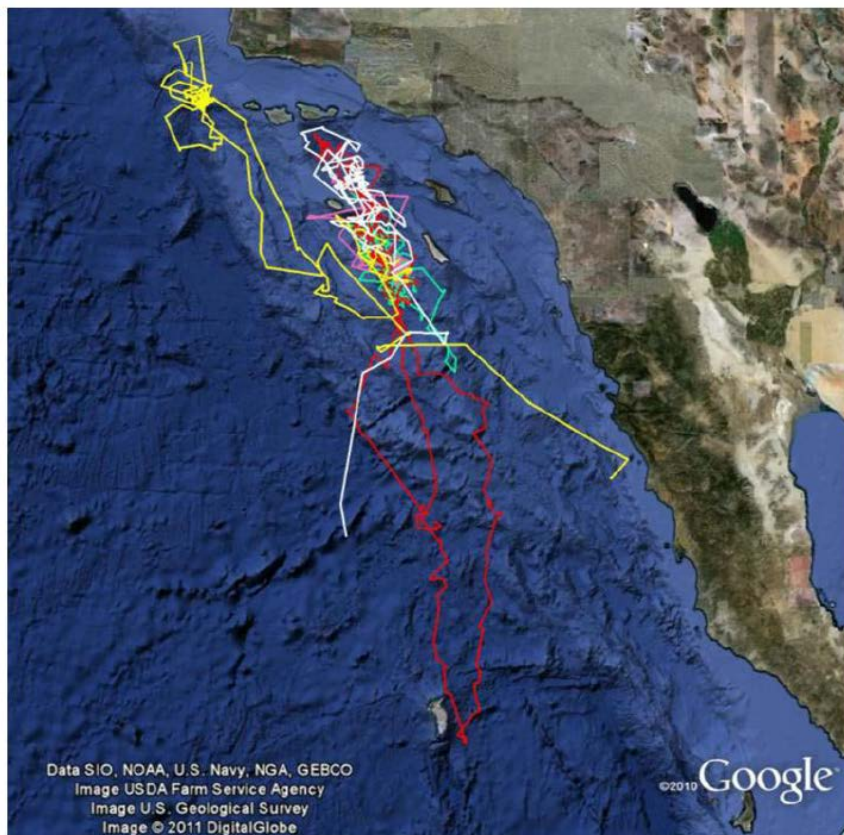 Data SIO, NOAA, U.S. Navy, NGA, GEBCO
Image USDA Farm Service Agency
Image U.S. Geological Survey
Image © 2011 DigitalGlobe
©2010 Google